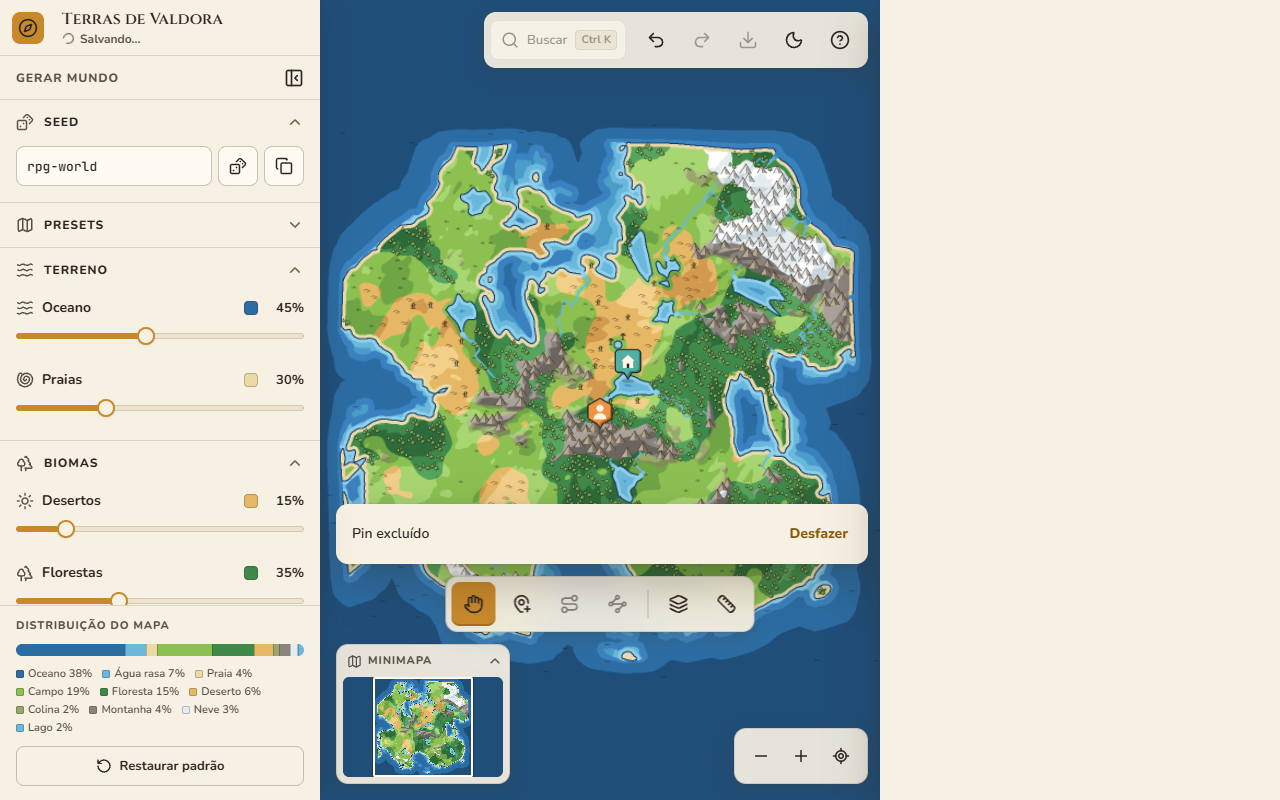 Terras de Valdora
Salvando...
GERAR MUNDO
SEED
rpg-world
PRESETS
TERRENO
Oceano 45%
Praias 30%
BIOMAS
Desertos 15%
Florestas 35%
DISTRIBUIÇÃO DO MAPA
Oceano 38% Água rasa 7% Praia 4%
Campo 19% Floresta 15% Deserto 6%
Colina 2% Montanha 4% Neve 3%
Lago 2%
Restaurar padrão
Buscar Ctrl K
Pin excluído Desfazer
MINIMAPA